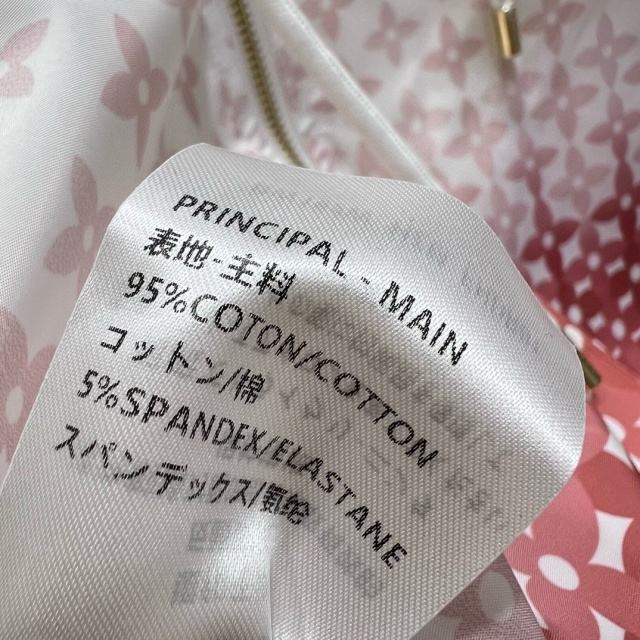 PRINCIPAL - MAIN
表地-主料
95%COTON/COTTON
コットン/棉
5%SPANDEX/ELASTANE
スパンデックス/氨纶